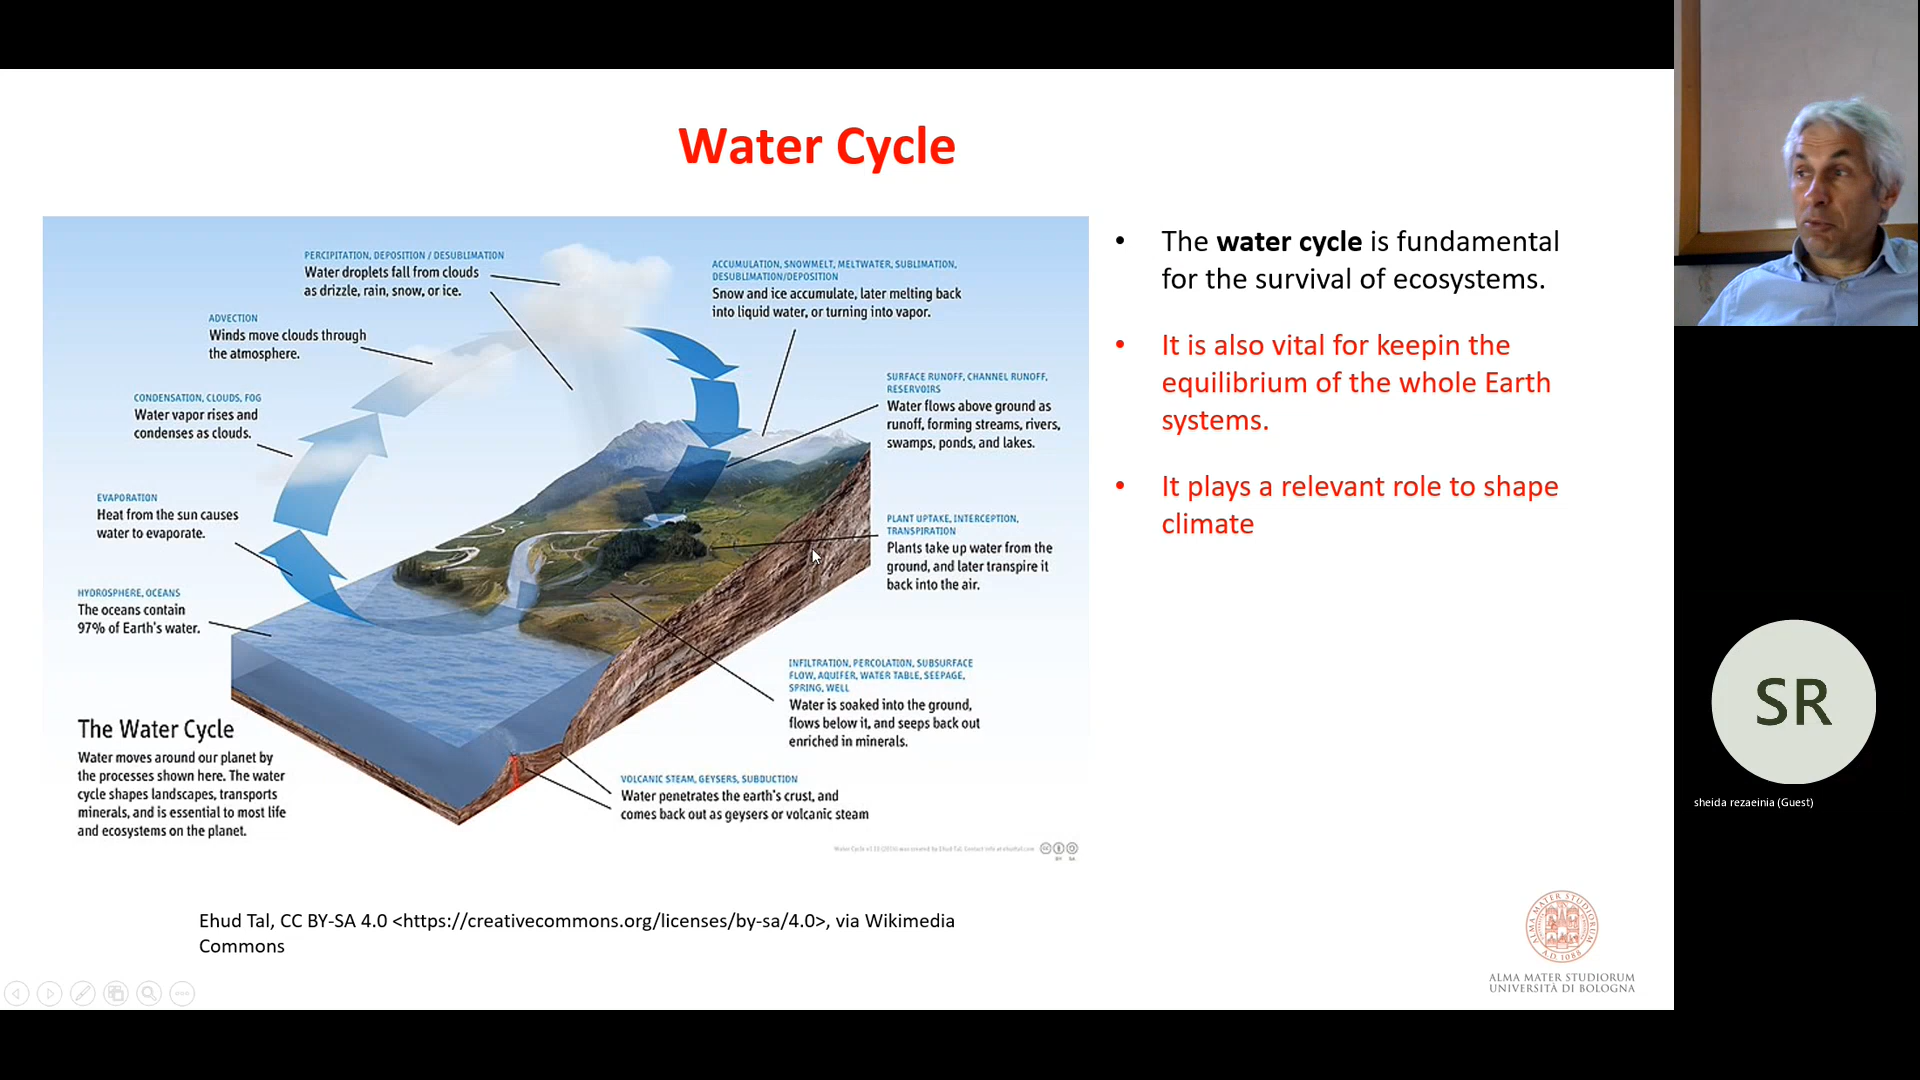 Water Cycle
PERCIPITATION, DEPOSITION / DESUBLIMATION
Water droplets fall from clouds
as drizzle, rain, snow, or ice.
ACCUMULATION, SNOWMELT, MELTWATER, SUBLIMATION,
DESUBLIMATION/DEPOSITION
Snow and ice accumulate, later melting back
into liquid water, or turning into vapor.
ADVECTION
Winds move clouds through
the atmosphere.
SURFACE RUNOFF, CHANNEL RUNOFF,
RESERVOIRS
Water flows above ground as
runoff, forming streams, rivers,
swamps, ponds, and lakes.
CONDENSATION, CLOUDS, FOG
Water vapor rises and
condenses as clouds.
EVAPORATION
Heat from the sun causes
water to evaporate.
PLANT UPTAKE, INTERCEPTION,
TRANSPIRATION
Plants take up water from the
ground, and later transpire it
back into the air.
HYDROSPHERE, OCEANS
The oceans contain
97% of Earth's water.
INFILTRATION, PERCOLATION, SUBSURFACE
FLOW, AQUIFER, WATER TABLE, SEEPAGE,
SPRING, WELL
Water is soaked into the ground,
flows below it, and seeps back out
enriched in minerals.
The Water Cycle
Water moves around our planet by
the processes shown here. The water
cycle shapes landscapes, transports
minerals, and is essential to most life
and ecosystems on the planet.
VOLCANIC STEAM, GEYSERS, SUBDUCTION
Water penetrates the earth's crust, and
comes back out as geysers or volcanic steam
BY SA
Ehud Tal, CC BY-SA 4.0 <https://creativecommons.org/licenses/by-sa/4.0>, via Wikimedia
Commons
• The water cycle is fundamental
for the survival of ecosystems.
• It is also vital for keepin the
equilibrium of the whole Earth
systems.
• It plays a relevant role to shape
climate
ALMA MATER STUDIORUM
A.D. 1088
ALMA MATER STUDIORUM
UNIVERSITÀ DI BOLOGNA
SR
sheida rezaeinia (Guest)